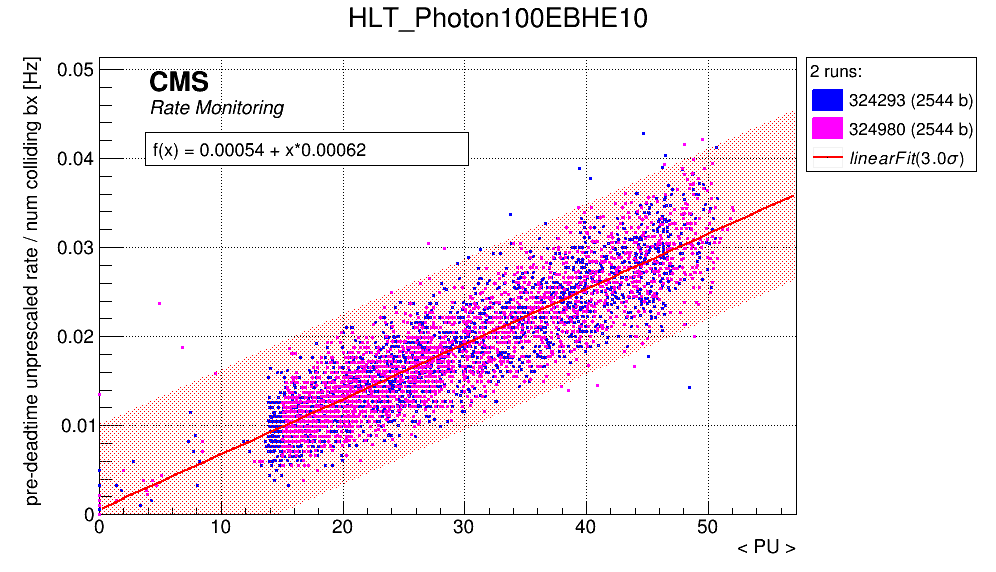 HLT_Photon100EBHE10
pre-deadtime unprescaled rate / num colliding bx [Hz]
0.05
0.04
0.03
0.02
0.01
0
CMS
Rate Monitoring
f(x) = 0.00054 + x*0.00062
0 10 20 30 40 50
< PU >
2 runs:
324293 (2544 b)
324980 (2544 b)
linearFit(3.0σ)